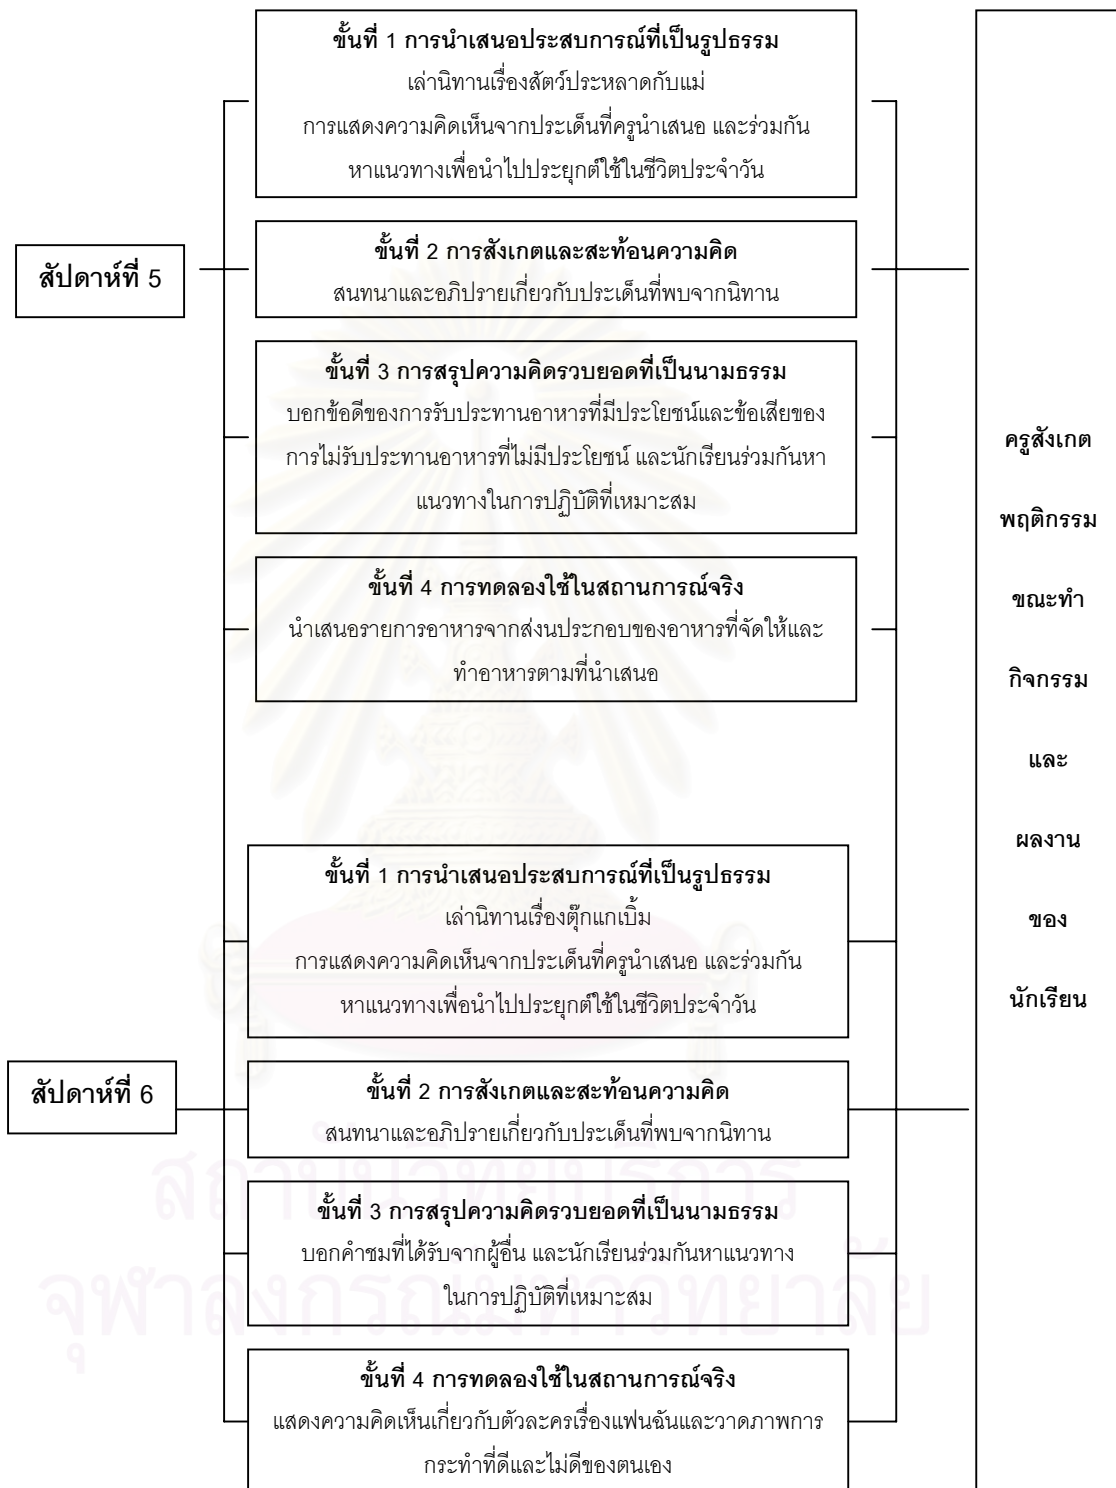 ขั้นที่ 1 การนำเสนอประสบการณ์ที่เป็นรูปธรรม
เล่านิทานเรื่องสัตว์ประหลาดกับแม่
การแสดงความคิดเห็นจากประเด็นที่ครูนำเสนอ และร่วมกัน
หาแนวทางเพื่อนำไปประยุกต์ใช้ในชีวิตประจำวัน
สัปดาห์ที่ 5
ขั้นที่ 2 การสังเกตและสะท้อนความคิด
สนทนาและอภิปรายเกี่ยวกับประเด็นที่พบจากนิทาน
ขั้นที่ 3 การสรุปความคิดรวบยอดที่เป็นนามธรรม
บอกข้อดีของการรับประทานอาหารที่มีประโยชน์และข้อเสียของ
การไม่รับประทานอาหารที่ไม่มีประโยชน์ และนักเรียนร่วมกันหา
แนวทางในการปฏิบัติที่เหมาะสม
ขั้นที่ 4 การทดลองใช้ในสถานการณ์จริง
นำเสนอรายการอาหารจากส่งนประกอบของอาหารที่จัดให้และ
ทำอาหารตามที่นำเสนอ
ขั้นที่ 1 การนำเสนอประสบการณ์ที่เป็นรูปธรรม
เล่านิทานเรื่องตุ๊กแกเบิ้ม
การแสดงความคิดเห็นจากประเด็นที่ครูนำเสนอ และร่วมกัน
หาแนวทางเพื่อนำไปประยุกต์ใช้ในชีวิตประจำวัน
สัปดาห์ที่ 6
ขั้นที่ 2 การสังเกตและสะท้อนความคิด
สนทนาและอภิปรายเกี่ยวกับประเด็นที่พบจากนิทาน
ขั้นที่ 3 การสรุปความคิดรวบยอดที่เป็นนามธรรม
บอกคำชมที่ได้รับจากผู้อื่น และนักเรียนร่วมกันหาแนวทาง
ในการปฏิบัติที่เหมาะสม
ขั้นที่ 4 การทดลองใช้ในสถานการณ์จริง
แสดงความคิดเห็นเกี่ยวกับตัวละครเรื่องแฟนฉันและวาดภาพการ
กระทำที่ดีและไม่ดีของตนเอง
ครูสังเกต
พฤติกรรม
ขณะทำ
กิจกรรม
และ
ผลงาน
ของ
นักเรียน
สถาบันวิทยบริการ
จุฬาลงกรณ์มหาวิทยาลัย